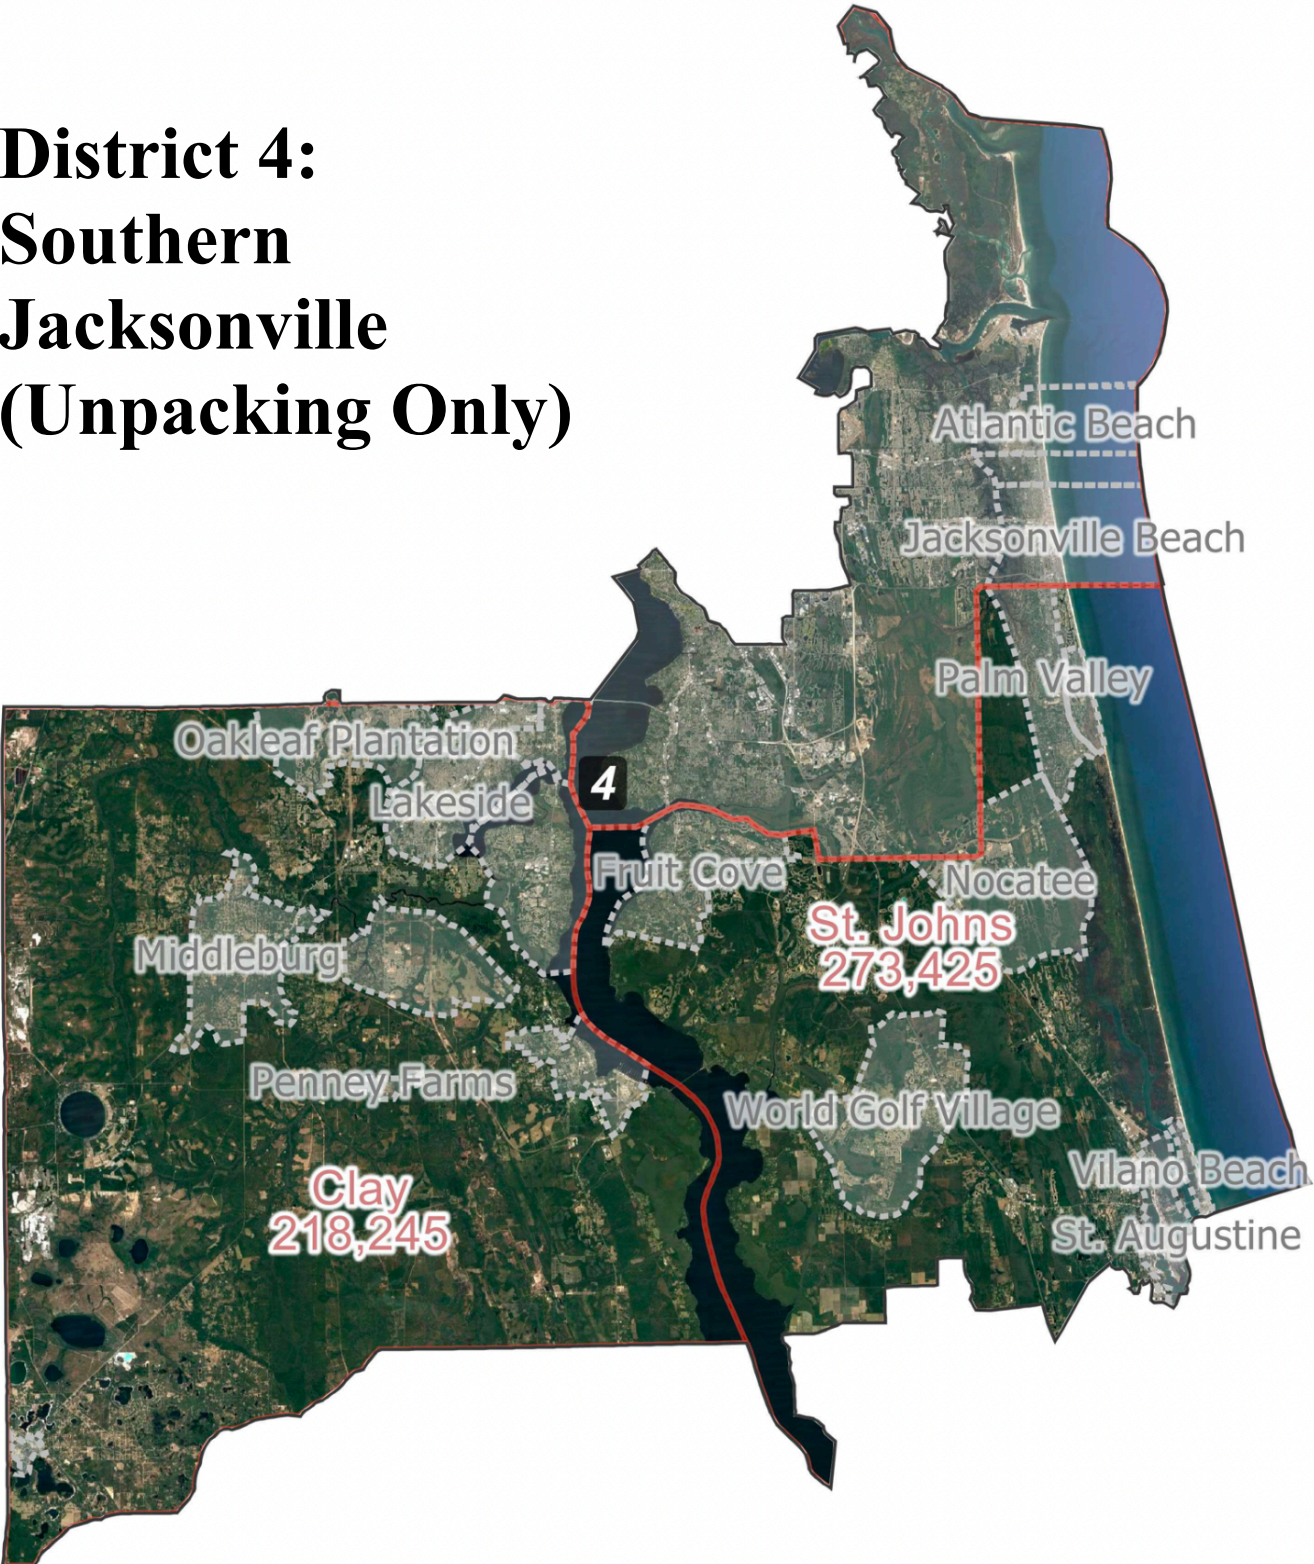 District 4:
Southern
Jacksonville
(Unpacking Only)
Atlantic Beach
Jacksonville Beach
Palm Valley
Oakleaf Plantation
4
Lakeside
Fruit Cove
Nocatee
St. Johns
273,425
Middleburg
Penney Farms
World Golf Village
Clay
218,245
Vilano Beach
St. Augustine